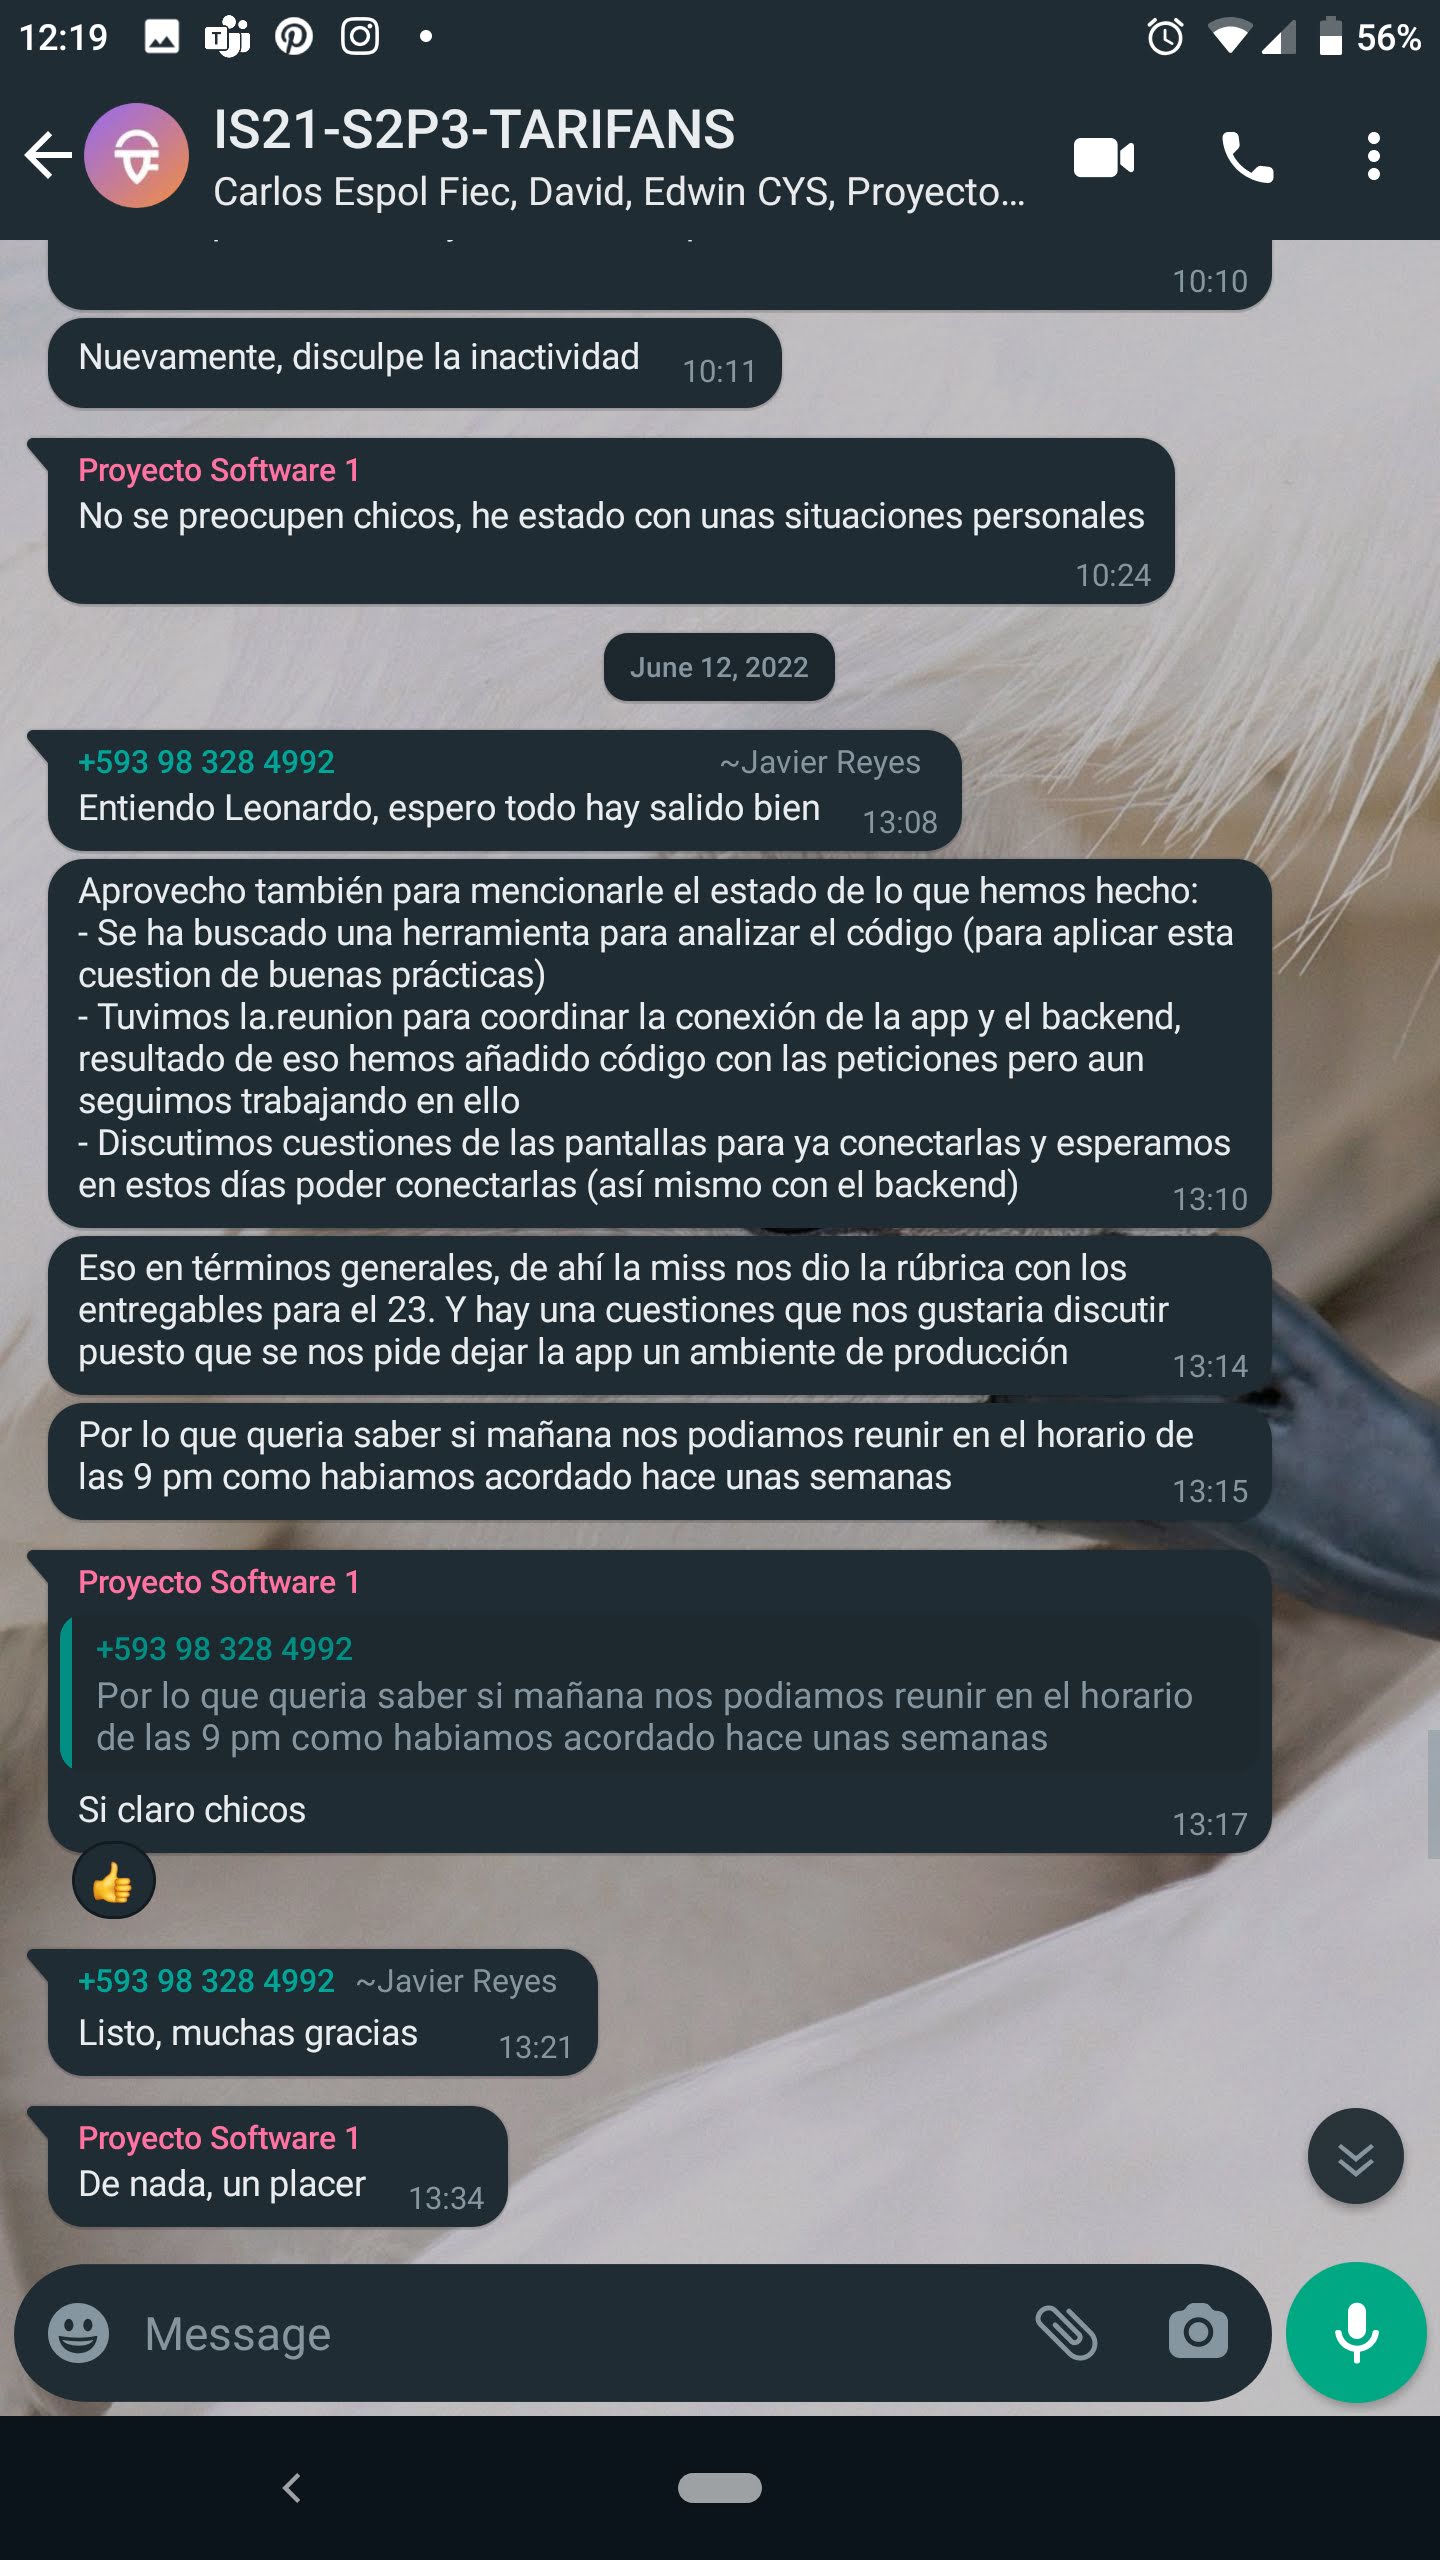 12:19
56%
IS21-S2P3-TARIFANS
Carlos Espol Fiec, David, Edwin CYS, Proyecto...
10:10
Nuevamente, disculpe la inactividad 10:11
Proyecto Software 1
No se preocupen chicos, he estado con unas situaciones personales
10:24
June 12, 2022
+593 98 328 4992 ~Javier Reyes
Entiendo Leonardo, espero todo hay salido bien 13:08
Aprovecho también para mencionarle el estado de lo que hemos hecho:
- Se ha buscado una herramienta para analizar el código (para aplicar esta
cuestion de buenas prácticas)
- Tuvimos la.reunion para coordinar la conexión de la app y el backend,
resultado de eso hemos añadido código con las peticiones pero aun
seguimos trabajando en ello
- Discutimos cuestiones de las pantallas para ya conectarlas y esperamos
en estos días poder conectarlas (así mismo con el backend) 13:10
Eso en términos generales, de ahí la miss nos dio la rúbrica con los
entregables para el 23. Y hay una cuestiones que nos gustaria discutir
puesto que se nos pide dejar la app un ambiente de producción 13:14
Por lo que queria saber si mañana nos podiamos reunir en el horario de
las 9 pm como habiamos acordado hace unas semanas 13:15
Proyecto Software 1
+593 98 328 4992
Por lo que queria saber si mañana nos podiamos reunir en el horario
de las 9 pm como habiamos acordado hace unas semanas
Si claro chicos 13:17
+593 98 328 4992 ~Javier Reyes
Listo, muchas gracias 13:21
Proyecto Software 1
De nada, un placer 13:34
Message